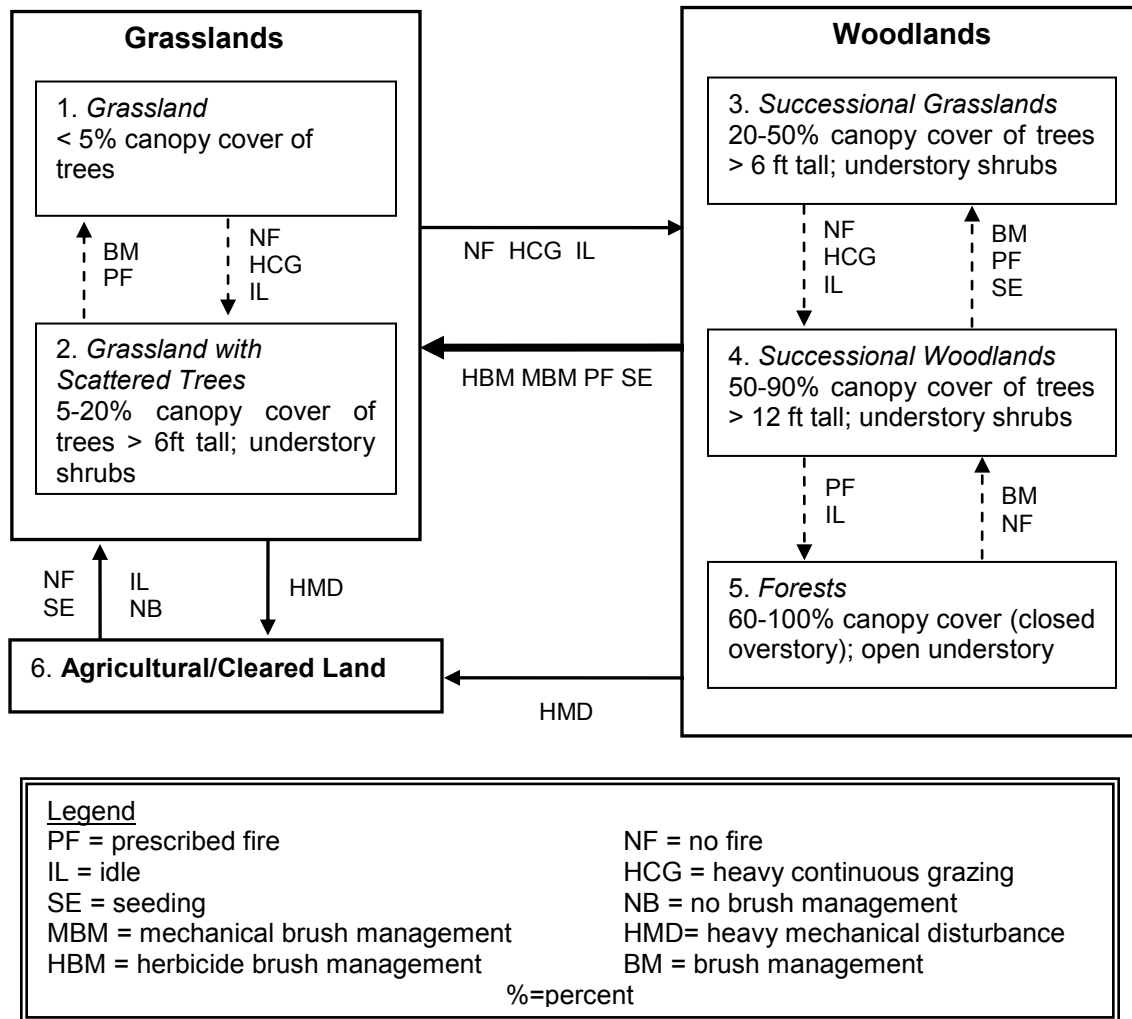 Grasslands
1. Grassland
< 5% canopy cover of
trees
BM
PF
NF
HCG
IL
2. Grassland with
Scattered Trees
5-20% canopy cover of
trees > 6ft tall; understory
shrubs
NF HCG IL
HBM MBM PF SE
Woodlands
3. Successional Grasslands
20-50% canopy cover of trees
> 6 ft tall; understory shrubs
NF
HCG
IL
BM
PF
SE
4. Successional Woodlands
50-90% canopy cover of trees
> 12 ft tall; understory shrubs
PF
IL
BM
NF
5. Forests
60-100% canopy cover (closed
overstory); open understory
NF
SE
IL
NB
HMD
6. Agricultural/Cleared Land
HMD
Legend
PF = prescribed fire
IL = idle
SE = seeding
MBM = mechanical brush management
HBM = herbicide brush management
NF = no fire
HCG = heavy continuous grazing
NB = no brush management
HMD= heavy mechanical disturbance
BM = brush management
%=percent